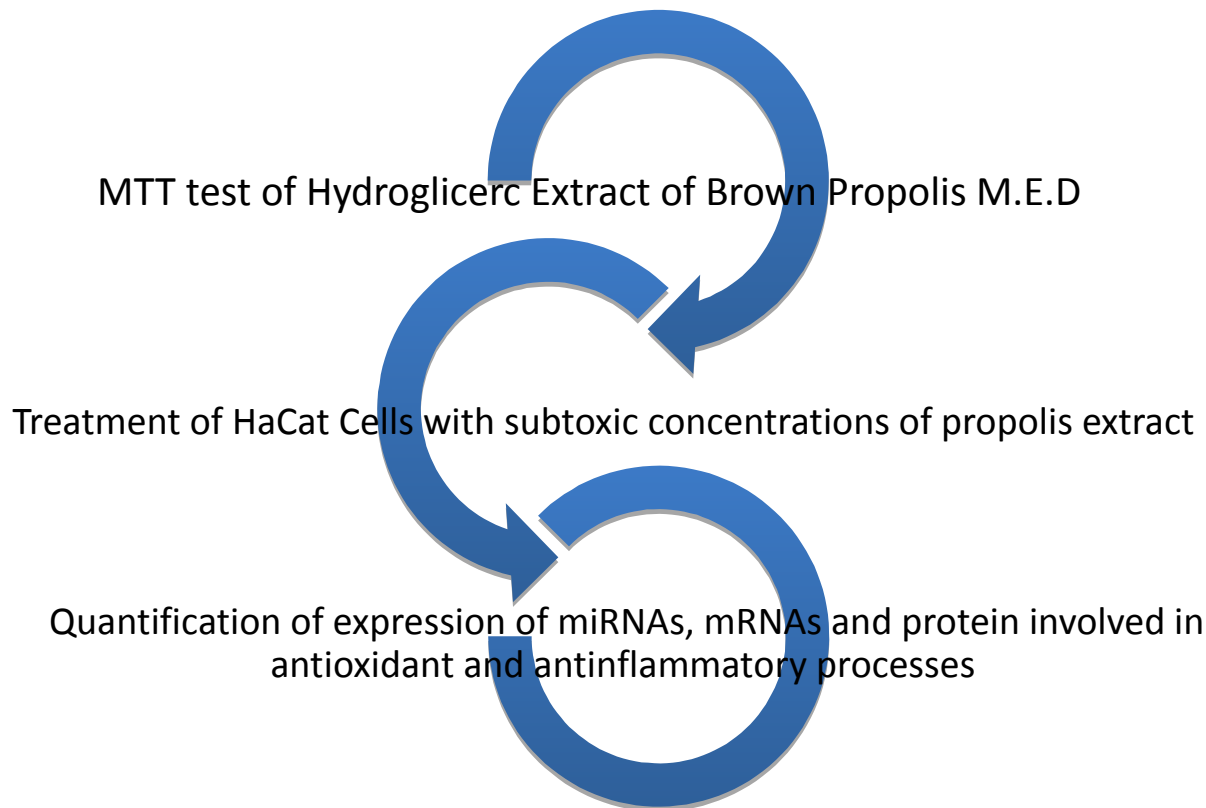 MTT test of Hydroglicerc Extract of Brown Propolis M.E.D
Treatment of HaCat Cells with subtoxic concentrations of propolis extract
Quantification of expression of miRNAs, mRNAs and protein involved in
antioxidant and antinflammatory processes